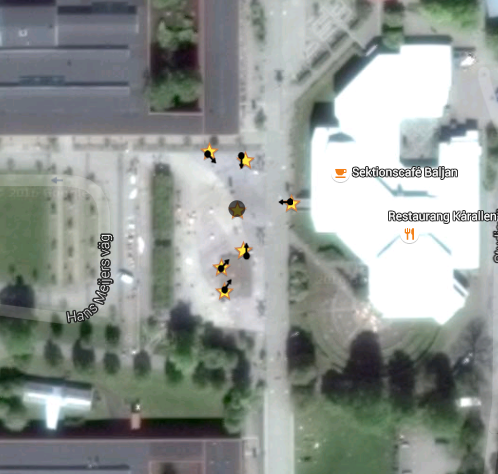 Sektionscafé Baljan
Restaurang Kårallen
Hans Meijers väg